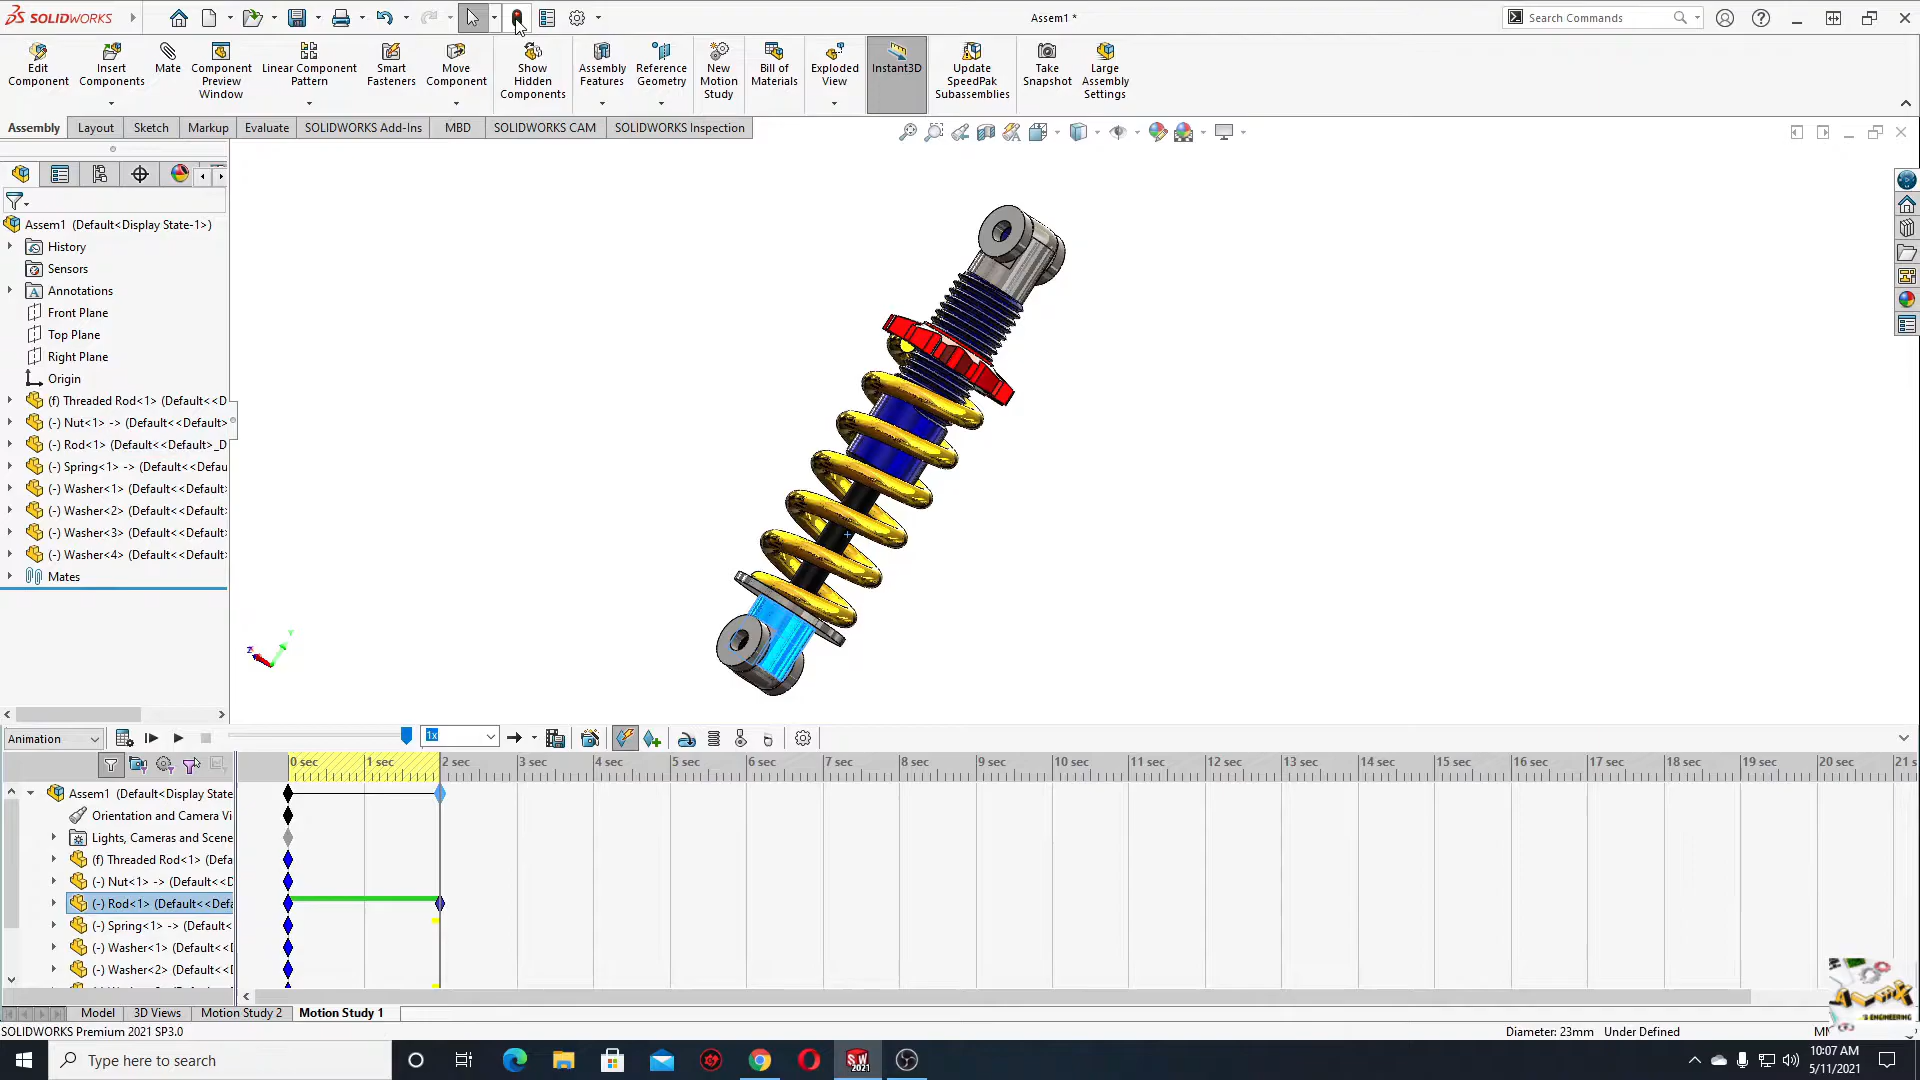 SOLIDWORKS
Assem1 *
Search Commands
Edit Component
Insert Components
Mate
Component Preview Window
Linear Component Pattern
Smart Fasteners
Move Component
Show Hidden Components
Assembly Features
Reference Geometry
New Motion Study
Bill of Materials
Exploded View
Instant3D
Update SpeedPak Subassemblies
Take Snapshot
Large Assembly Settings
Assembly
Layout
Sketch
Markup
Evaluate
SOLIDWORKS Add-Ins
MBD
SOLIDWORKS CAM
SOLIDWORKS Inspection
Assem1 (Default<Display State-1>)
History
Sensors
Annotations
Front Plane
Top Plane
Right Plane
Origin
(f) Threaded Rod<1> (Default<<D
(-) Nut<1> -> (Default<<Default>
(-) Rod<1> (Default<<Default>_D
(-) Spring<1> -> (Default<<Defau
(-) Washer<1> (Default<<Default>
(-) Washer<2> (Default<<Default>
(-) Washer<3> (Default<<Default>
(-) Washer<4> (Default<<Default>
Mates
Z
Y
Animation
1x
0 sec
1 sec
2 sec
3 sec
4 sec
5 sec
6 sec
7 sec
8 sec
9 sec
10 sec
11 sec
12 sec
13 sec
14 sec
15 sec
16 sec
17 sec
18 sec
19 sec
20 sec
21 s
Assem1 (Default<Display State
Orientation and Camera Vi
Lights, Cameras and Scene
(f) Threaded Rod<1> (Defa
(-) Nut<1> -> (Default<<D
(-) Rod<1> (Default<<Defa
(-) Spring<1> -> (Default<
(-) Washer<1> (Default<<D
(-) Washer<2> (Default<<D
Model
3D Views
Motion Study 2
Motion Study 1
SOLIDWORKS Premium 2021 SP3.0
Diameter: 23mm
Under Defined
ENGINEERING
Type here to search
SW
2021
10:07 AM
5/11/2021